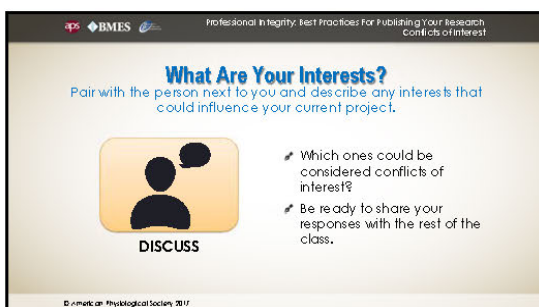 aps BMES
Professional Integrity: Best Practices For Publishing Your Research
Conflicts of Interest
What Are Your Interests?
Pair with the person next to you and describe any interests that
could influence your current project.
Which ones could be
considered conflicts of
interest?
Be ready to share your
responses with the rest of the
class.
DISCUSS
© American Physiological Society 2017